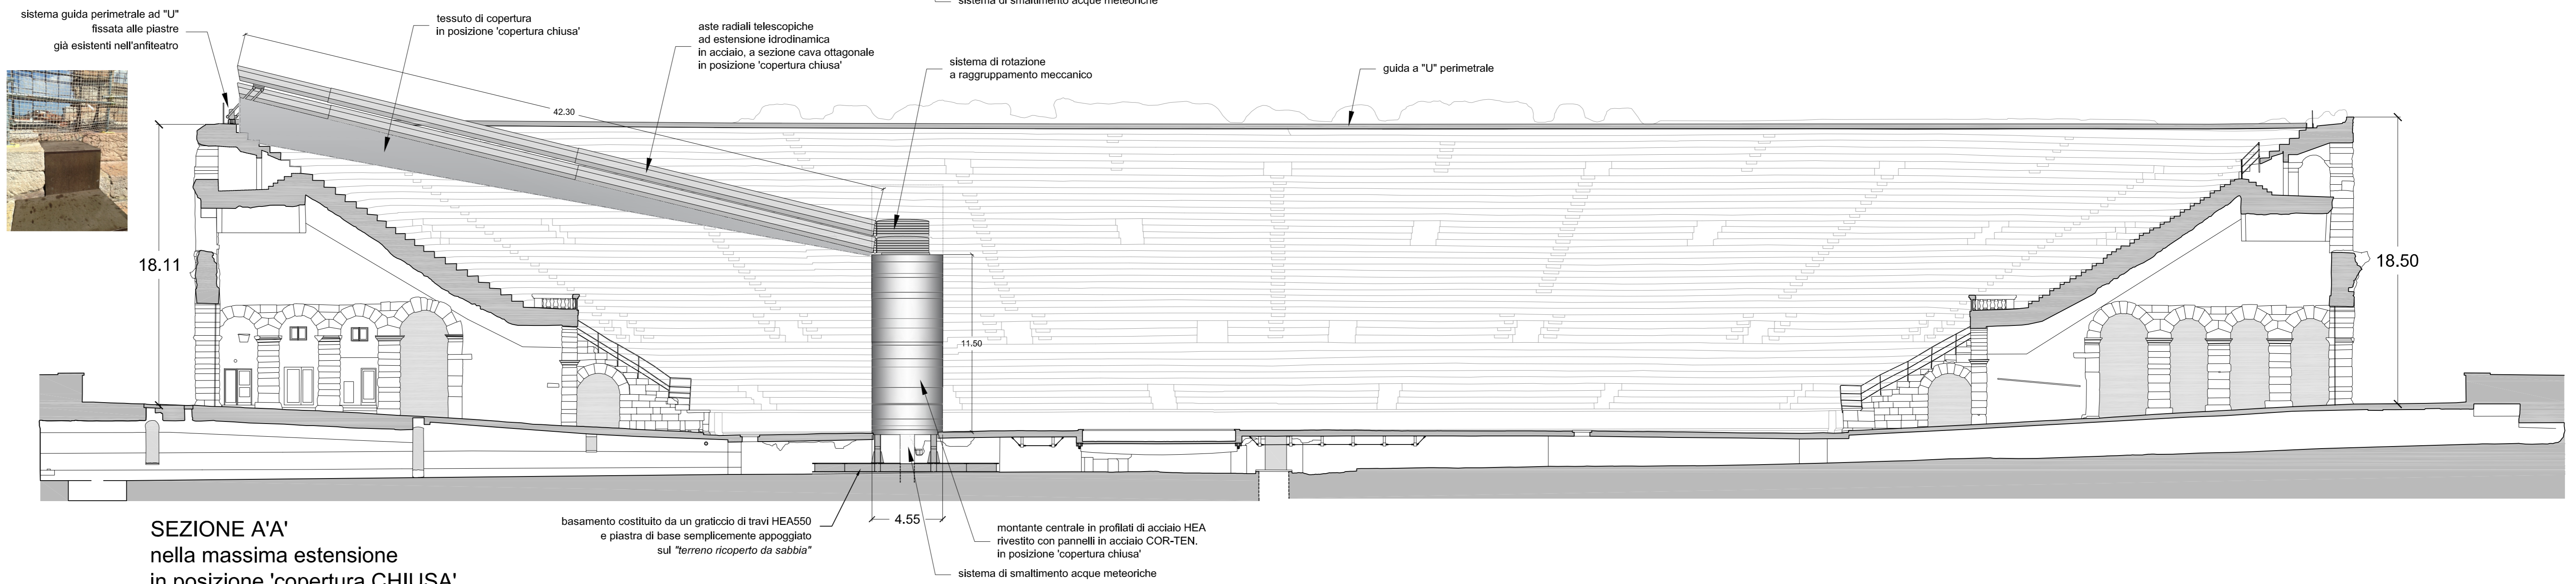 sistema di smaltimento acque meteoriche
sistema guida perimetrale ad "U"
fissata alle piastre
già esistenti nell'anfiteatro
tessuto di copertura
in posizione 'copertura chiusa'
aste radiali telescopiche
ad estensione idrodinamica
in acciaio, a sezione cava ottagonale
in posizione 'copertura chiusa'
sistema di rotazione
a raggruppamento meccanico
guida a "U" perimetrale
42.30
18.11
18.50
11.50
4.55
basamento costituito da un graticcio di travi HEA550
e piastra di base semplicemente appoggiato
sul "terreno ricoperto da sabbia"
montante centrale in profilati di acciaio HEA
rivestito con pannelli in acciaio COR-TEN.
in posizione 'copertura chiusa'
sistema di smaltimento acque meteoriche
SEZIONE A'A'
nella massima estensione
in posizione 'copertura CHIUSA'